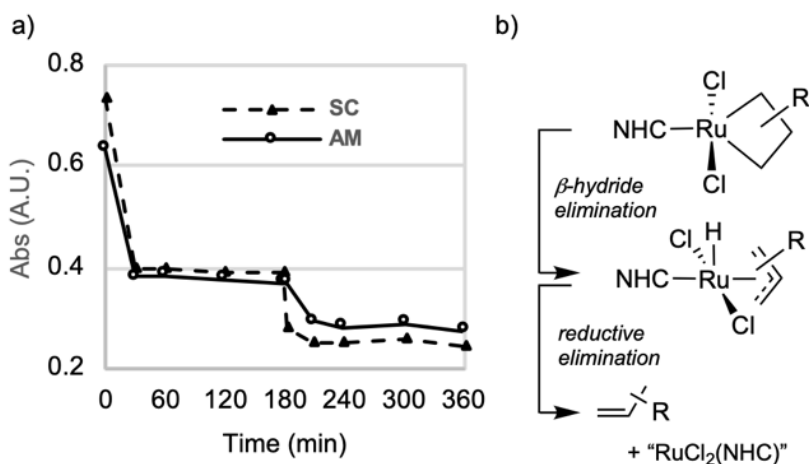 a)
0.8
0.6
0.4
0.2
Abs (A.U.)
SC
AM
0 60 120 180 240 300 360
Time (min)
b)
Cl
NHC Ru R
Cl
β-hydride
elimination
H
Cl R
NHC Ru
Cl
reductive
elimination
R
+ “RuCl₂(NHC)”